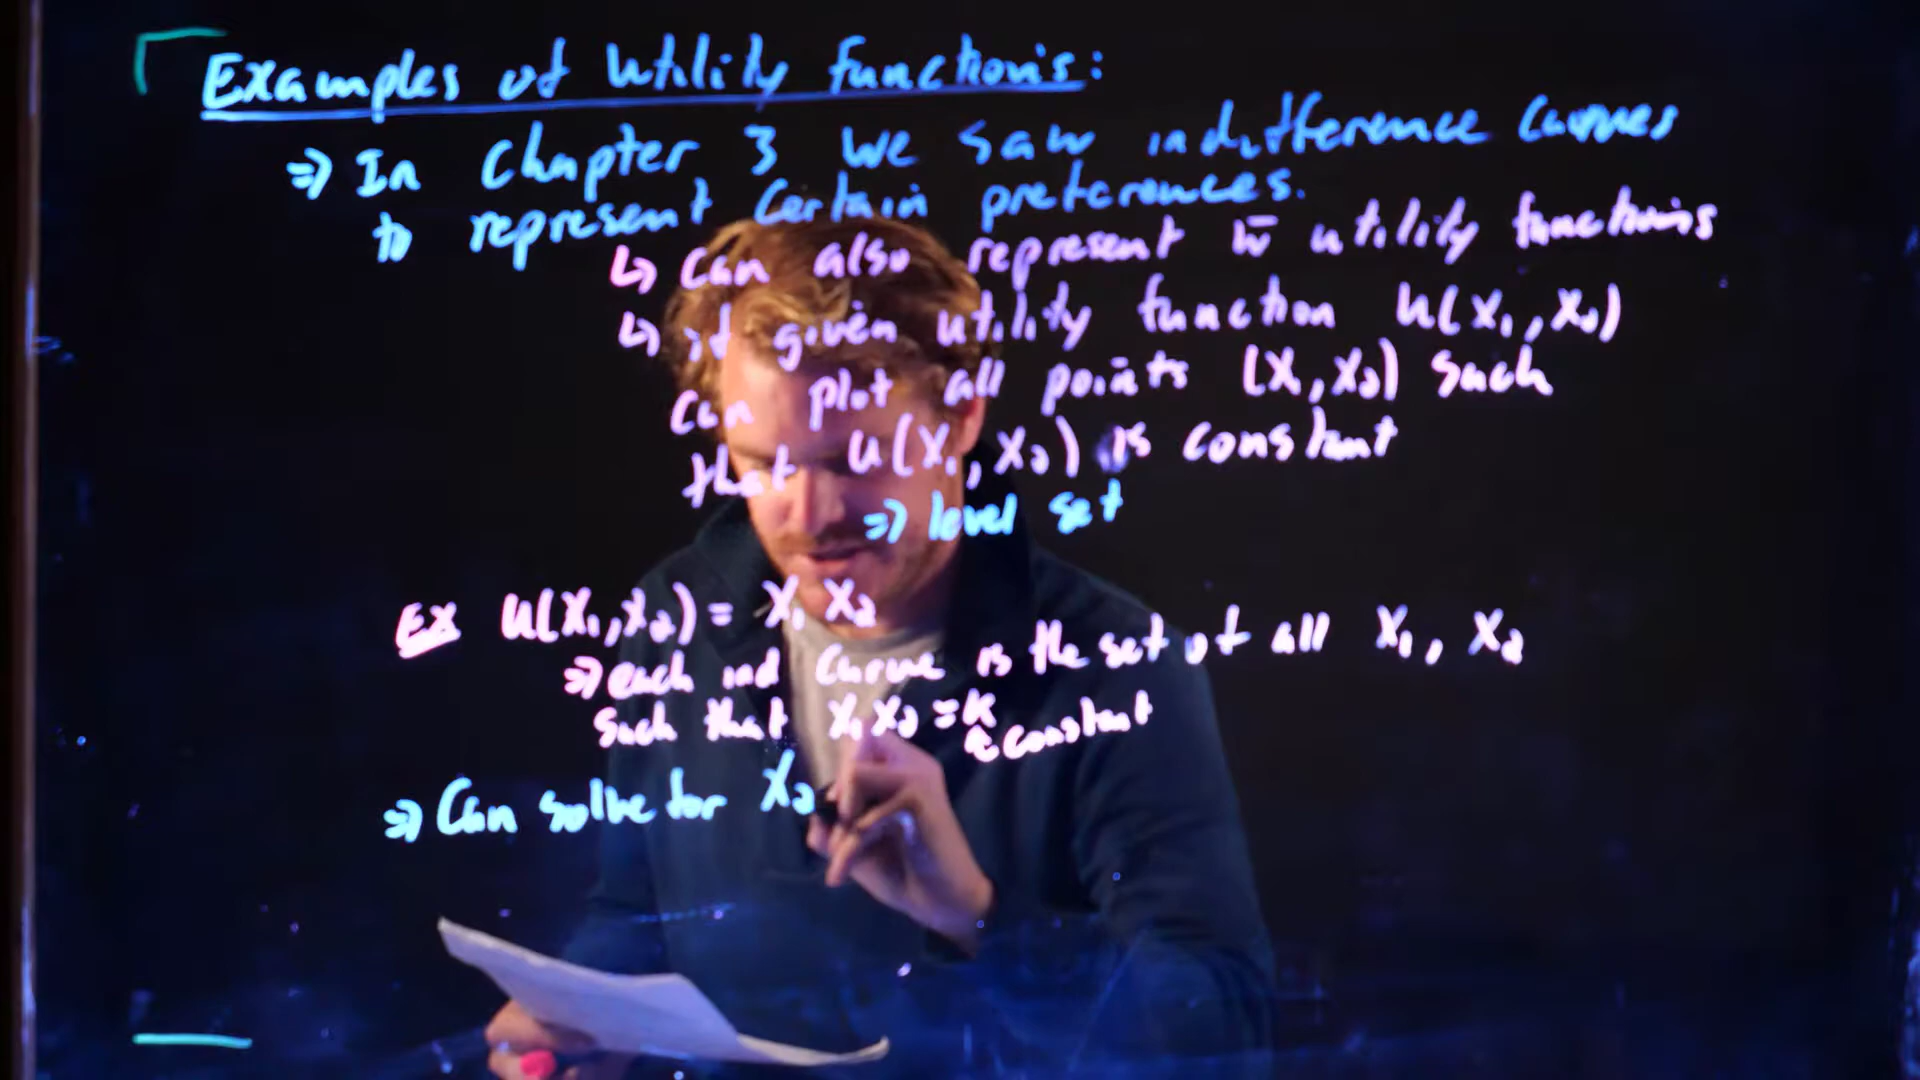 Examples of Utility Functions:
⇒ In Chapter 3 we saw indifference curves
to represent certain preferences.
↳ Can also represent w̄ utility functions
↳ if given utility function u(x₁,x₂)
can plot all points (x₁,x₂) such
that u(x₁,x₂) is constant
⇒ level set
Ex u(x₁,x₂) = x₁ x₂
⇒ each ind curve is the set of all x₁, x₂
such that x₁x₂ = k
↖ constant
⇒ Can solve for x₂